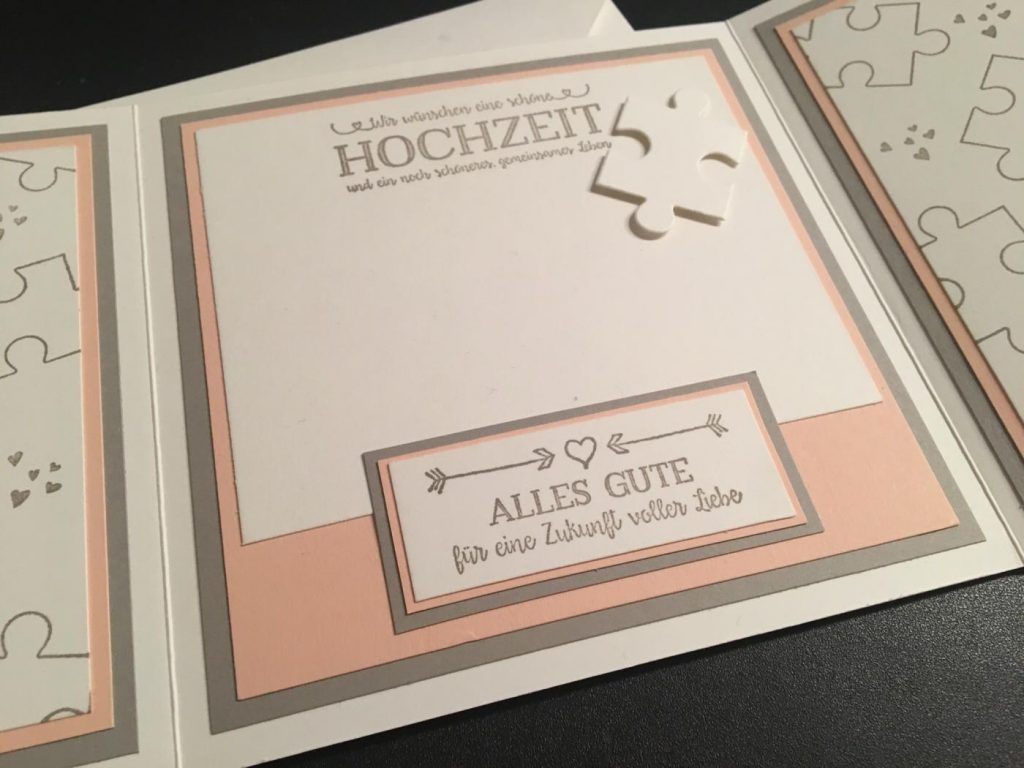 Wir wünschen eine schöne
HOCHZEIT
und ein noch schöneres, gemeinsames Leben
ALLES GUTE
für eine Zukunft voller Liebe